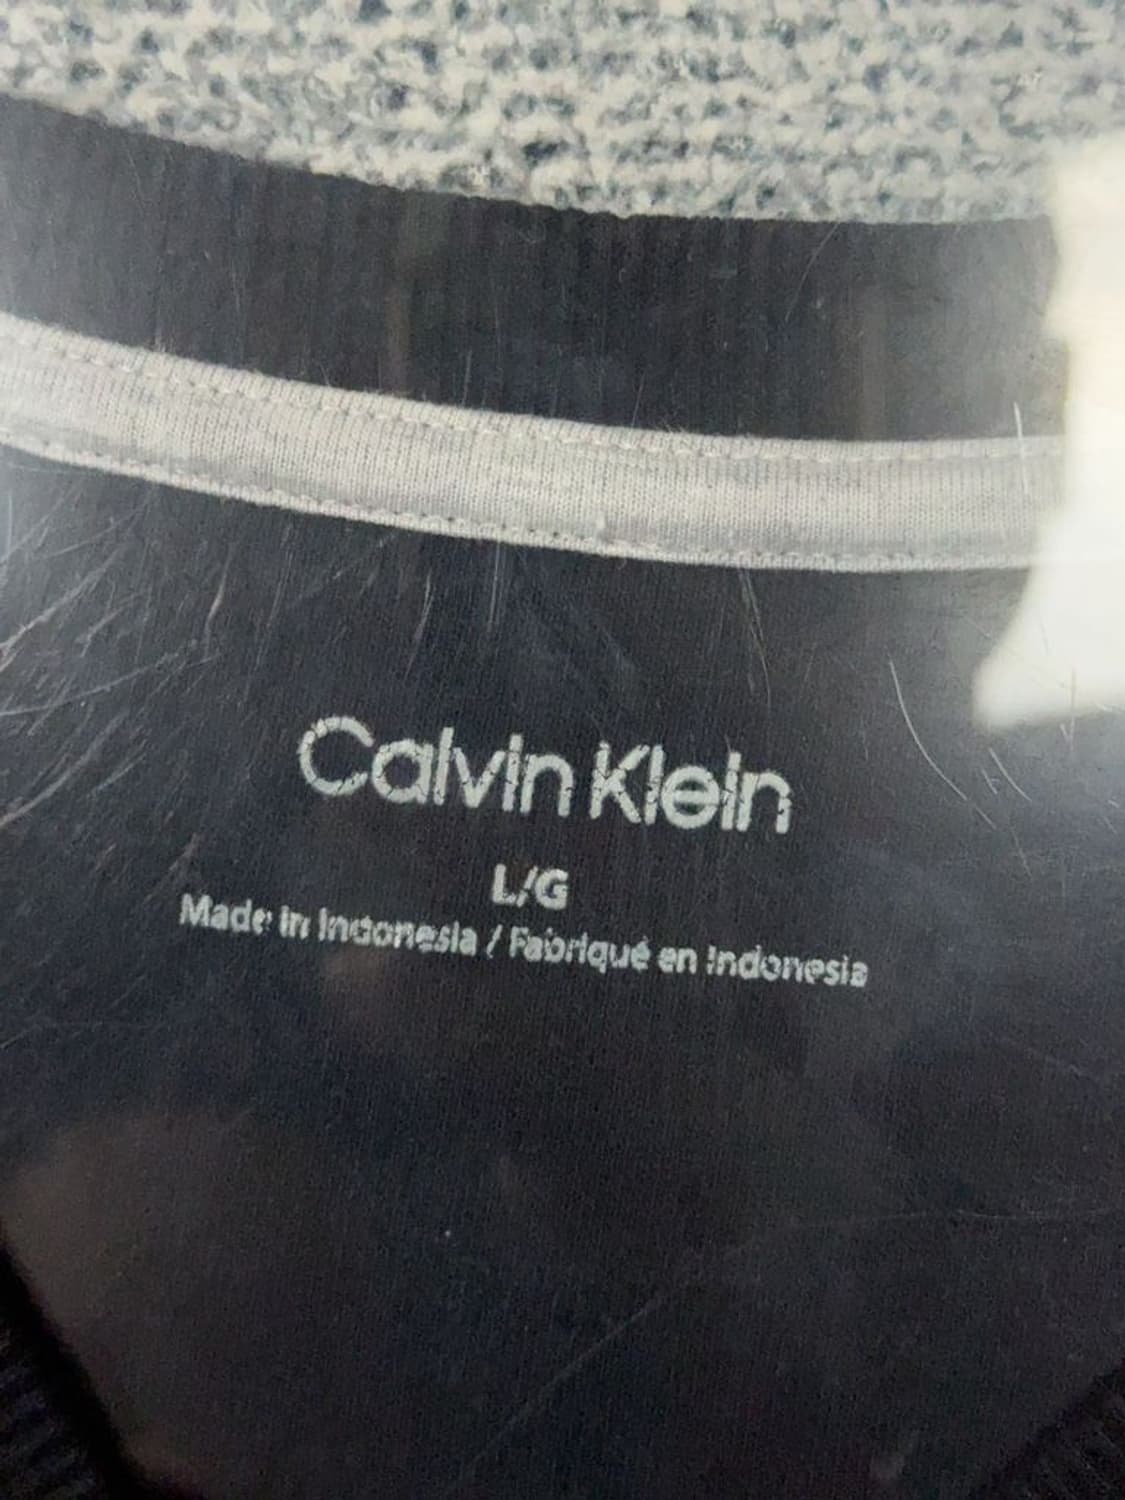 Calvin Klein
L/G
Made in Indonesia / Fabriqué en Indonesia